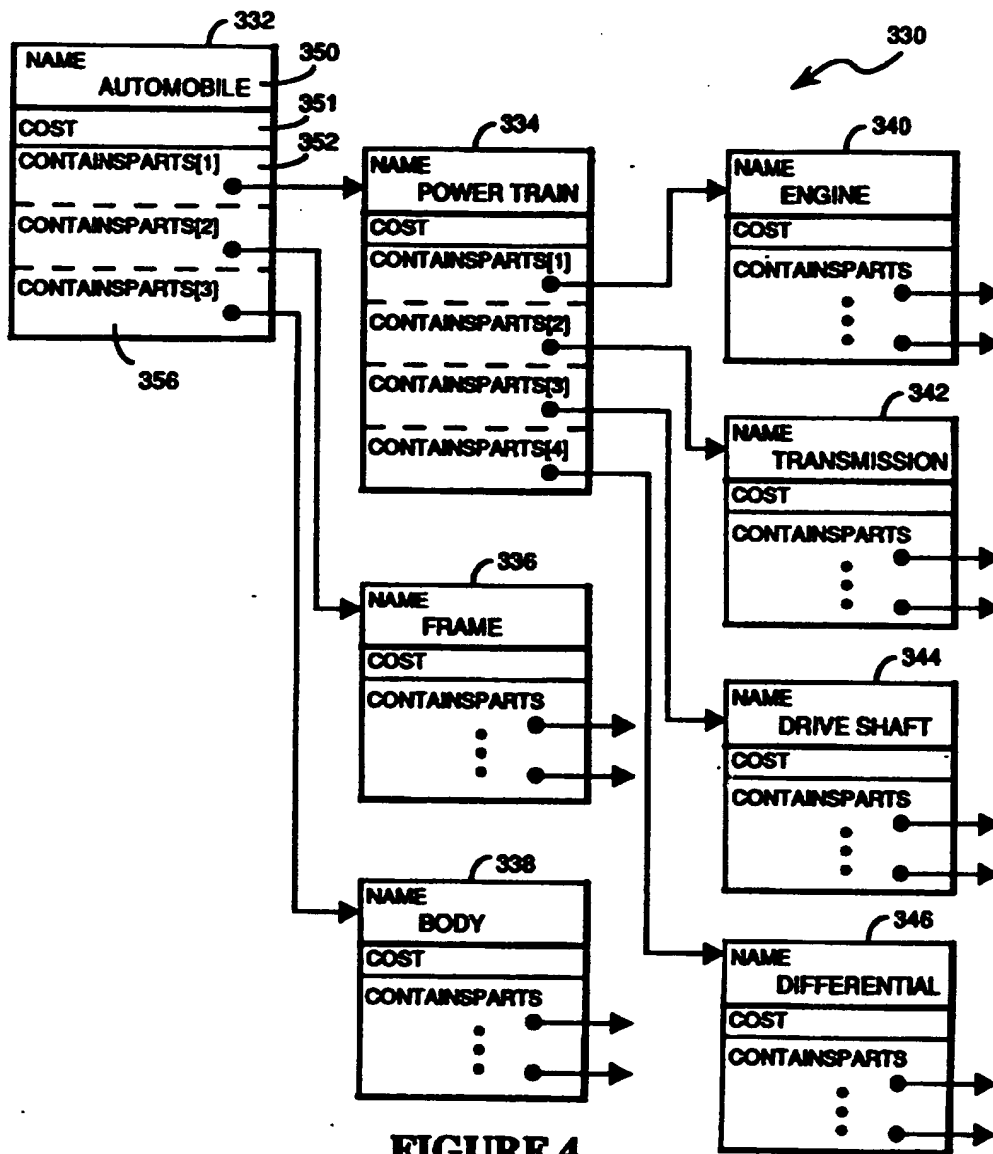 332
NAME
AUTOMOBILE
350
COST
351
CONTAINSPARTS[1]
352
CONTAINSPARTS[2]
CONTAINSPARTS[3]
356
330
334
NAME
POWER TRAIN
COST
CONTAINSPARTS[1]
CONTAINSPARTS[2]
CONTAINSPARTS[3]
CONTAINSPARTS[4]
336
NAME
FRAME
COST
CONTAINSPARTS
338
NAME
BODY
COST
CONTAINSPARTS
340
NAME
ENGINE
COST
CONTAINSPARTS
342
NAME
TRANSMISSION
COST
CONTAINSPARTS
344
NAME
DRIVE SHAFT
COST
CONTAINSPARTS
346
NAME
DIFFERENTIAL
COST
CONTAINSPARTS
FIGURE 4